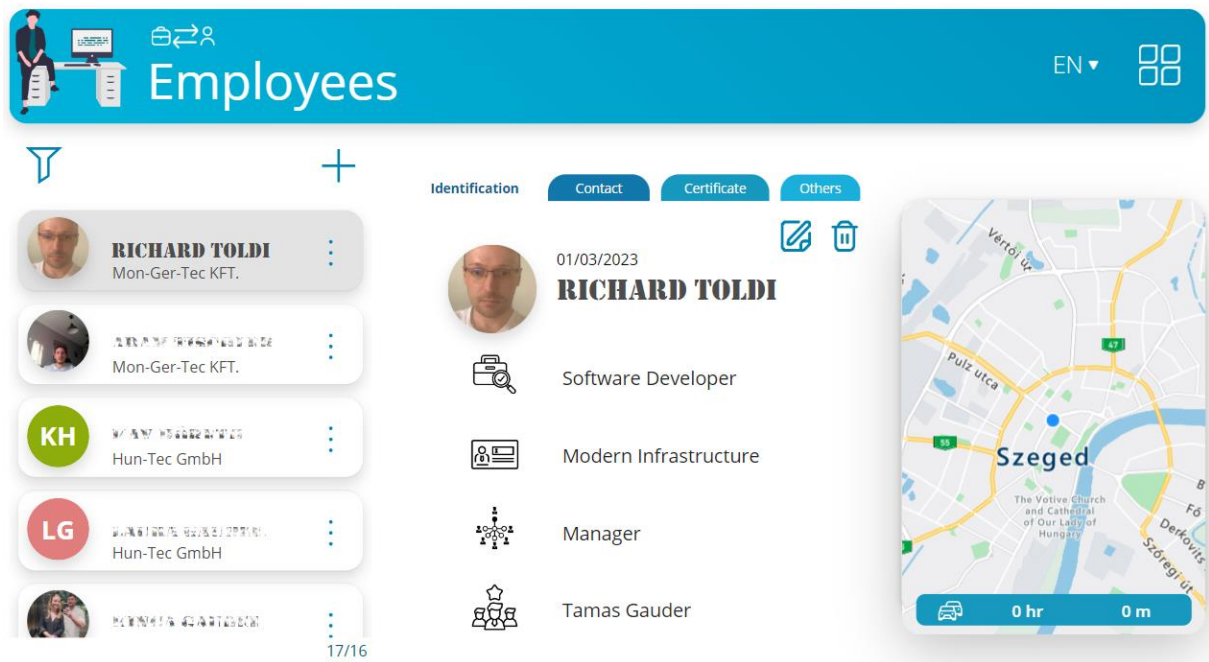 Employees
EN
RICHARD TOLDI
Mon-Ger-Tec KFT.
Mon-Ger-Tec KFT.
KH
Hun-Tec GmbH
LG
Hun-Tec GmbH
17/16
Identification
Contact
Certificate
Others
01/03/2023
RICHARD TOLDI
Software Developer
Modern Infrastructure
Manager
Tamas Gauder
Vértói út
47
Pulz utca
55
Szeged
The Votive Church
and Cathedral
of Our Lady of
Hungary
B
Fő
Derkovits
Szőregi út
0 hr
0 m